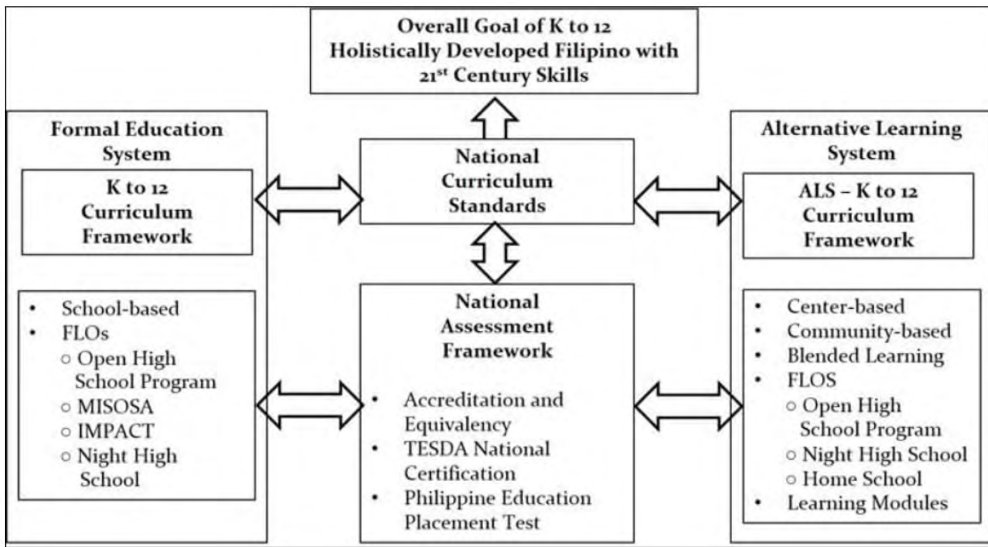 Overall Goal of K to 12
Holistically Developed Filipino with
21st Century Skills
Formal Education
System
K to 12
Curriculum
Framework
• School-based
• FLOs
○ Open High
School Program
○ MISOSA
○ IMPACT
○ Night High
School
National
Curriculum
Standards
National
Assessment
Framework
• Accreditation and
Equivalency
• TESDA National
Certification
• Philippine Education
Placement Test
Alternative Learning
System
ALS – K to 12
Curriculum
Framework
• Center-based
• Community-based
• Blended Learning
• FLOS
○ Open High
School Program
○ Night High School
○ Home School
• Learning Modules